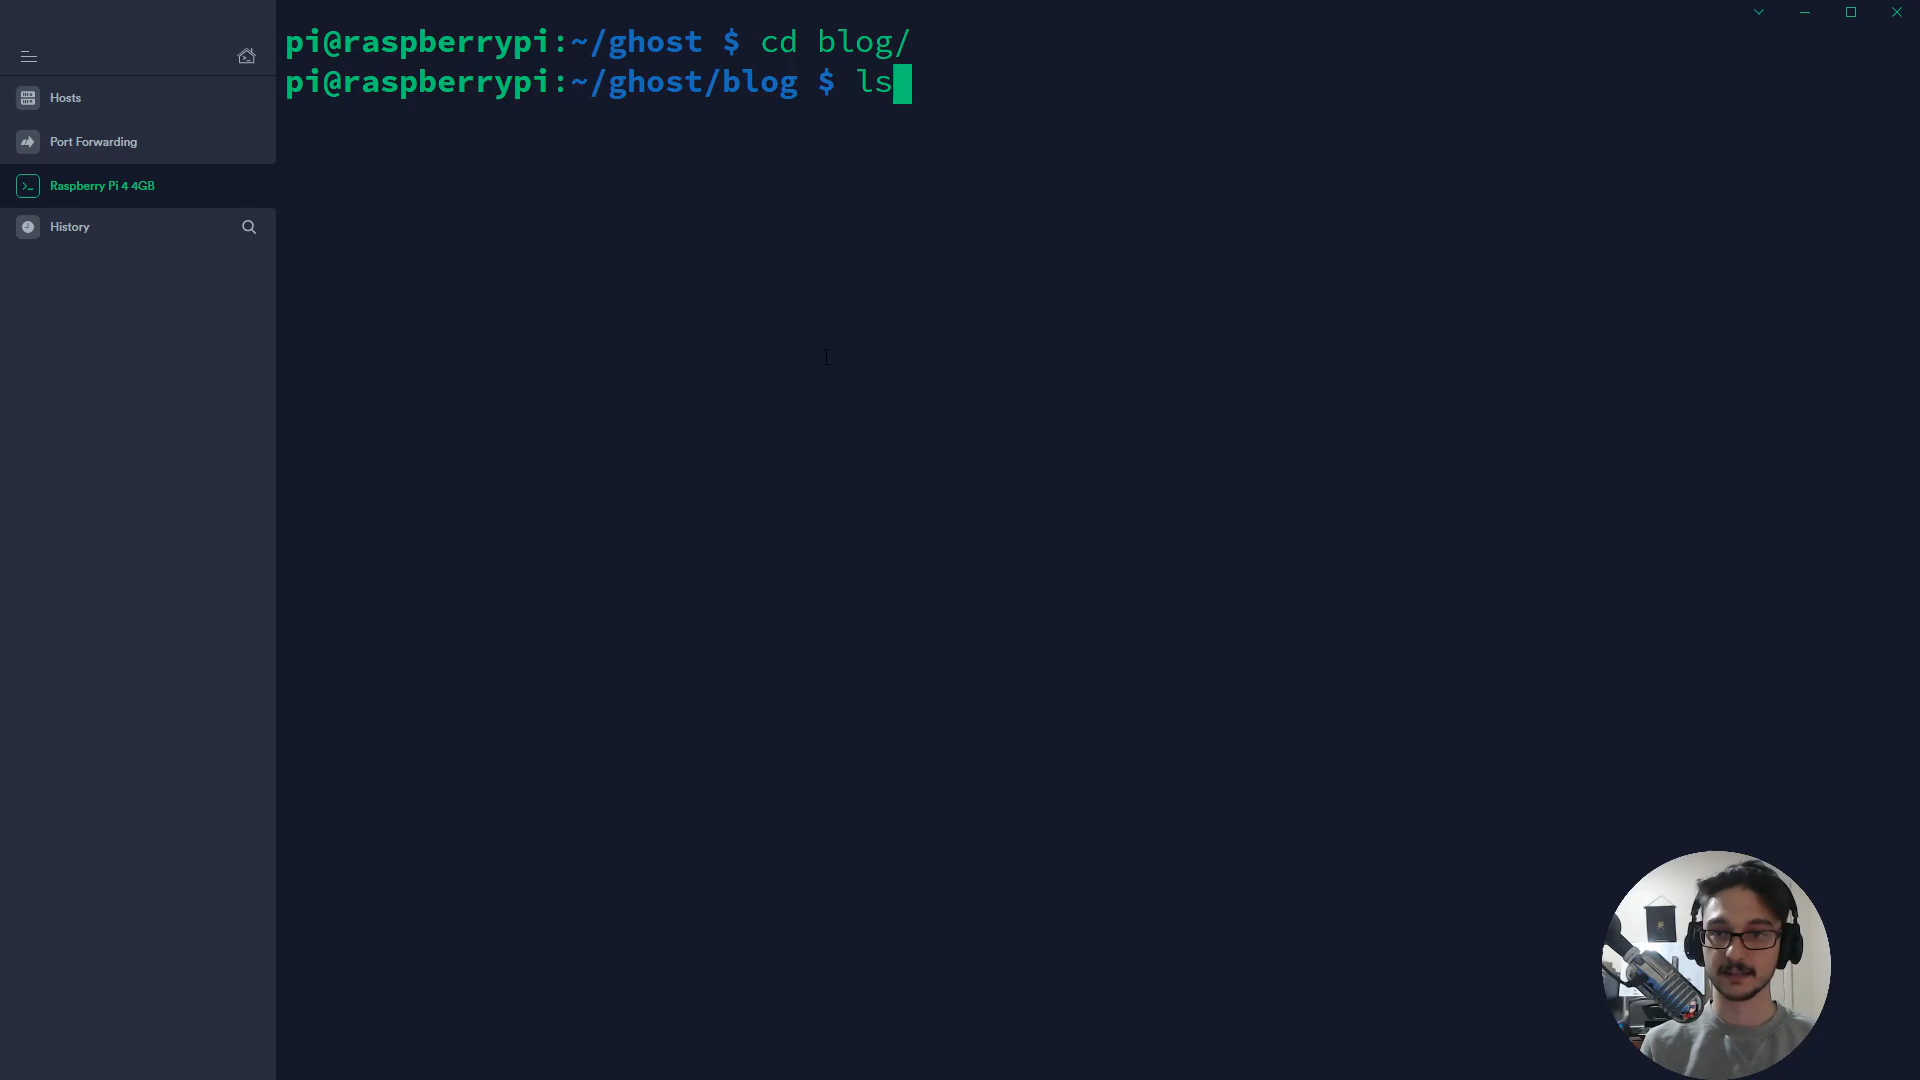 Hosts
Port Forwarding
Raspberry Pi 4 4GB
History
pi@raspberrypi:~/ghost $ cd blog/
pi@raspberrypi:~/ghost/blog $ ls